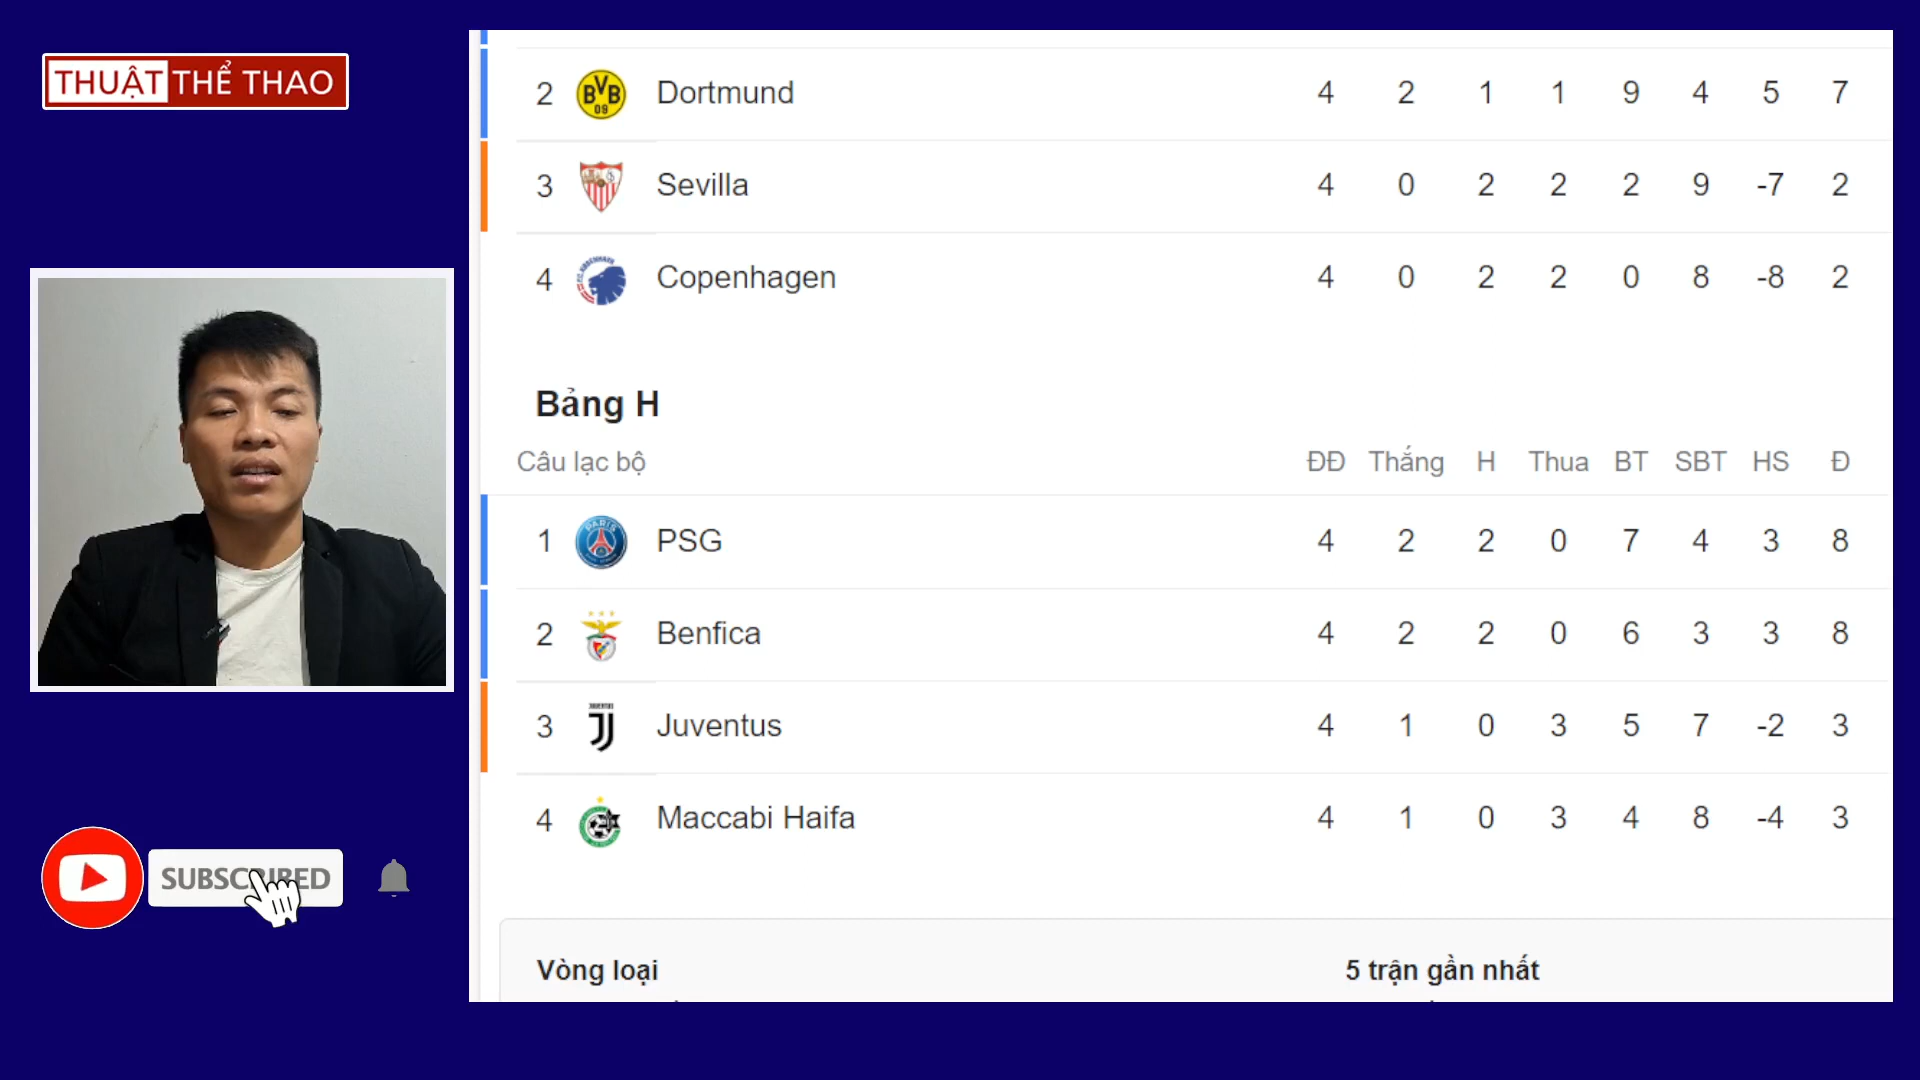 THUẬT THỂ THAO
2 Dortmund 4 2 1 1 9 4 5 7
3 Sevilla 4 0 2 2 2 9 -7 2
4 Copenhagen 4 0 2 2 0 8 -8 2
Bảng H
Câu lạc bộ ĐĐ Thắng H Thua BT SBT HS Đ
1 PSG 4 2 2 0 7 4 3 8
2 Benfica 4 2 2 0 6 3 3 8
3 Juventus 4 1 0 3 5 7 -2 3
4 Maccabi Haifa 4 1 0 3 4 8 -4 3
Vòng loại 5 trận gần nhất
SUBSCRIBED
BVB
09
PARIS